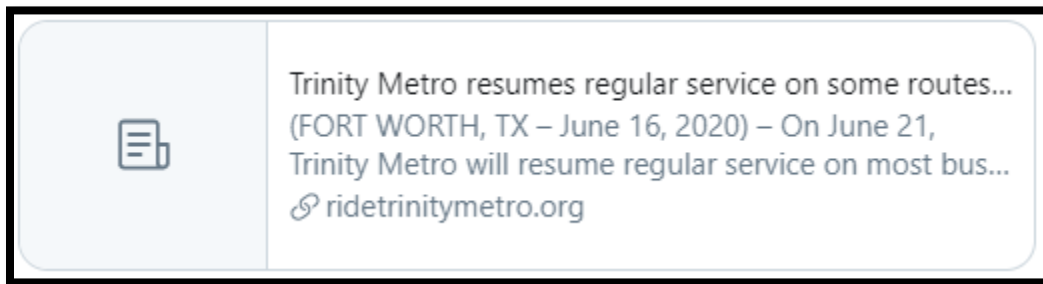 Trinity Metro resumes regular service on some routes...
(FORT WORTH, TX – June 16, 2020) – On June 21,
Trinity Metro will resume regular service on most bus...
ridetrinitymetro.org